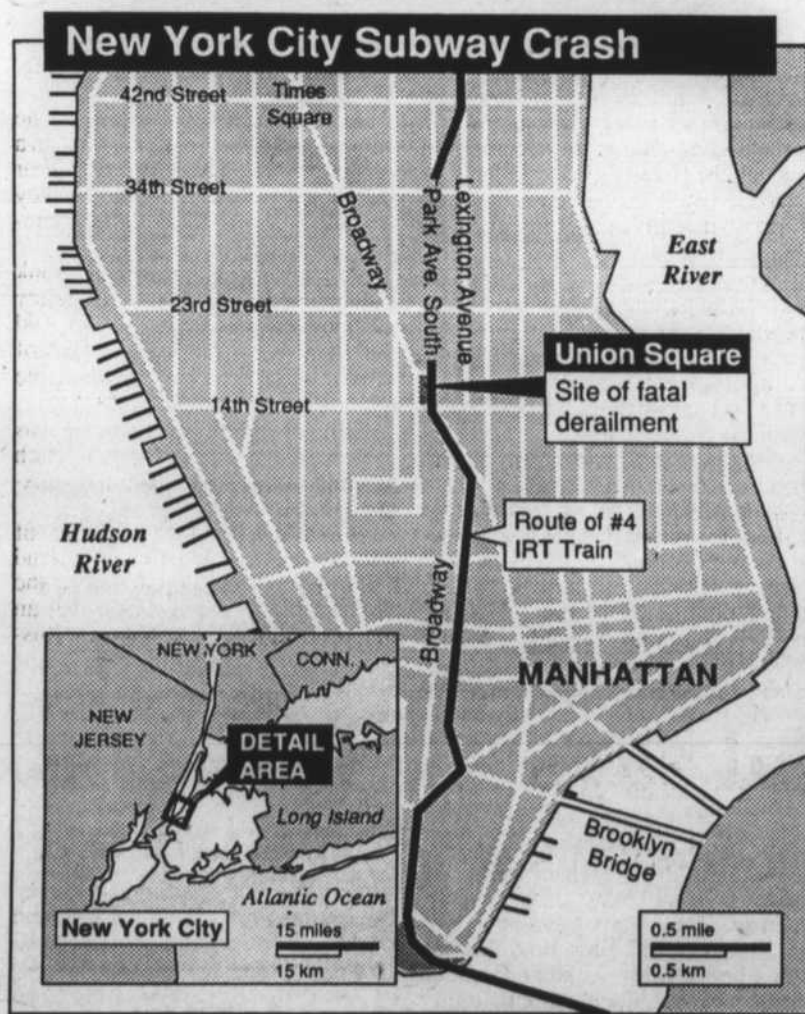 New York City Subway Crash
42nd Street
Times
Square
34th Street
Broadway
Park Ave. South
Lexington Avenue
East
River
23rd Street
Union Square
Site of fatal
derailment
14th Street
Route of #4
IRT Train
Hudson
River
Broadway
MANHATTAN
NEW YORK
CONN.
NEW
JERSEY
DETAIL
AREA
Long Island
Atlantic Ocean
New York City
15 miles
15 km
Brooklyn
Bridge
0.5 mile
0.5 km